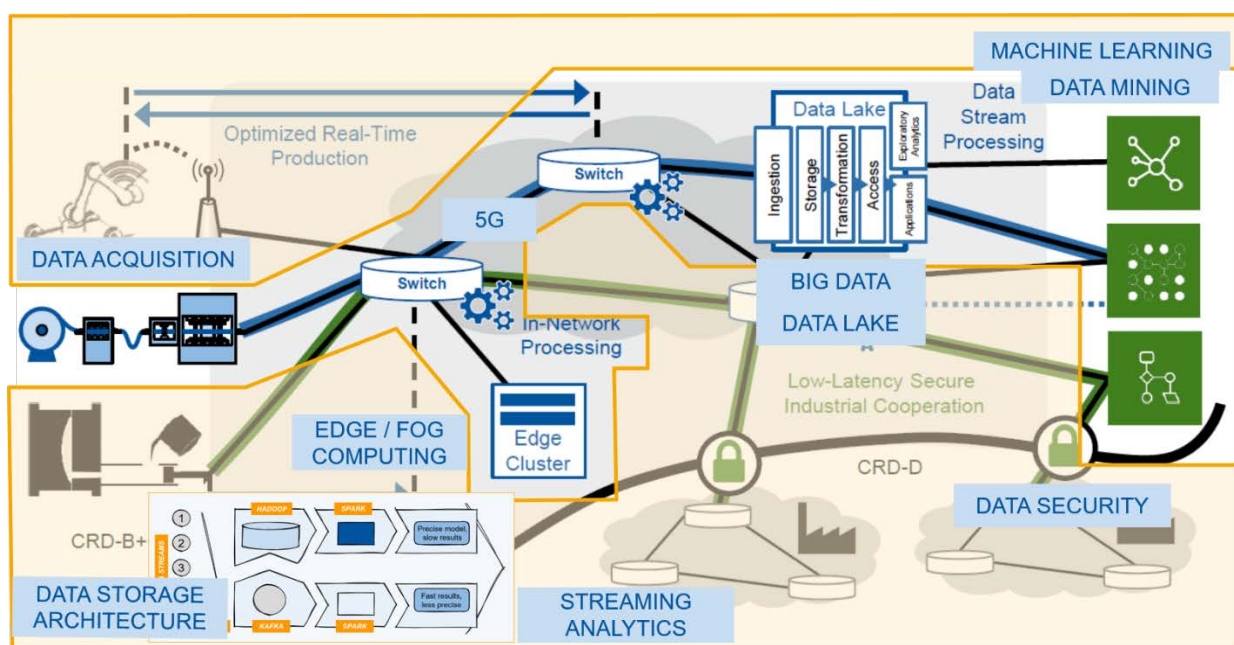 MACHINE LEARNING
DATA MINING
Optimized Real-Time
Production
Data Lake
Ingestion
Storage
Transformation
Access
Exploratory
Analytics
Applications
Data
Stream
Processing
Switch
5G
DATA ACQUISITION
Switch
BIG DATA
DATA LAKE
In-Network
Processing
Low-Latency Secure
Industrial Cooperation
EDGE / FOG
COMPUTING
Edge
Cluster
CRD-D
DATA SECURITY
CRD-B+
STREAMS
1
2
3
HADOOP
SPARK
Precise model,
slow results
KAFKA
SPARK
Fast results,
less precise
DATA STORAGE
ARCHITECTURE
STREAMING
ANALYTICS